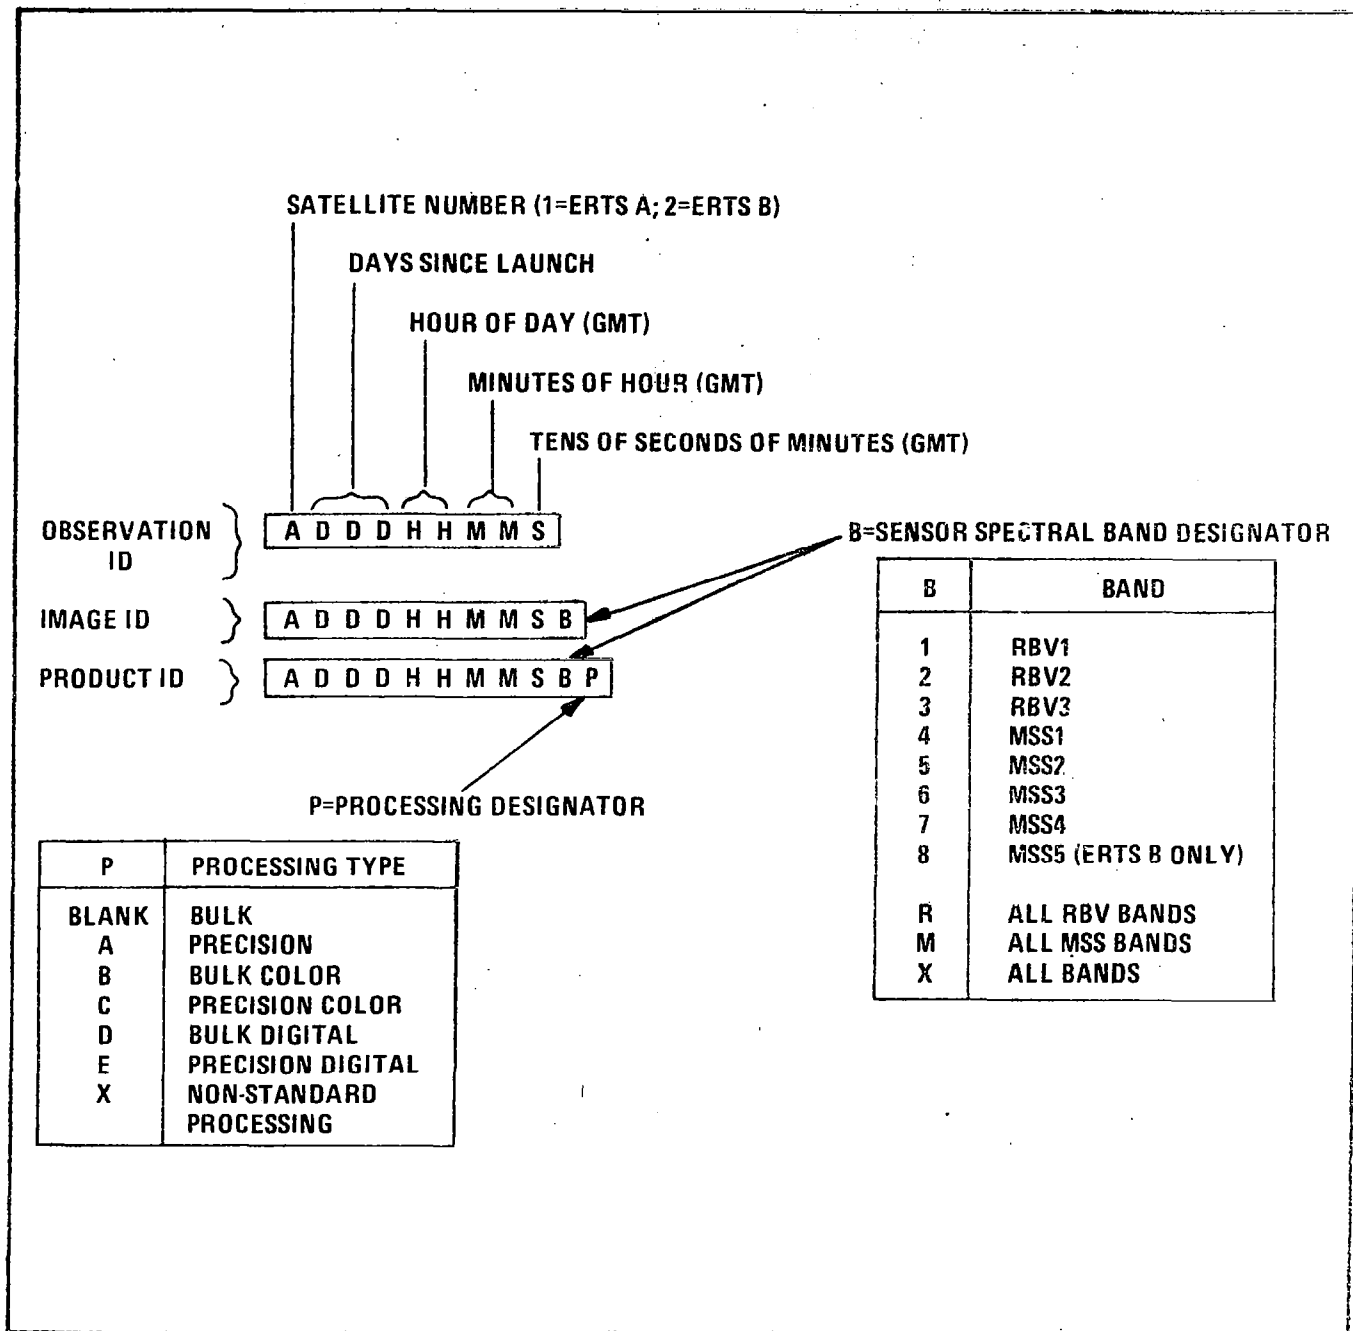 SATELLITE NUMBER (1=ERTS A; 2=ERTS B)
DAYS SINCE LAUNCH
HOUR OF DAY (GMT)
MINUTES OF HOUR (GMT)
TENS OF SECONDS OF MINUTES (GMT)
OBSERVATION ID
A D D D H H M M S
IMAGE ID
A D D D H H M M S B
PRODUCT ID
A D D D H H M M S B P
B=SENSOR SPECTRAL BAND DESIGNATOR
B BAND
1 RBV1
2 RBV2
3 RBV3
4 MSS1
5 MSS2
6 MSS3
7 MSS4
8 MSS5 (ERTS B ONLY)
R ALL RBV BANDS
M ALL MSS BANDS
X ALL BANDS
P=PROCESSING DESIGNATOR
P PROCESSING TYPE
BLANK BULK
A PRECISION
B BULK COLOR
C PRECISION COLOR
D BULK DIGITAL
E PRECISION DIGITAL
X NON-STANDARD
PROCESSING